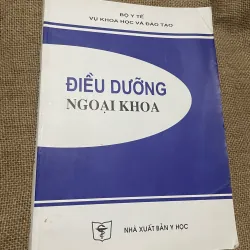 BỘ Y TẾ
VỤ KHOA HỌC VÀ ĐÀO TẠO
ĐIỀU DƯỠNG
NGOẠI KHOA
NHÀ XUẤT BẢN Y HỌC